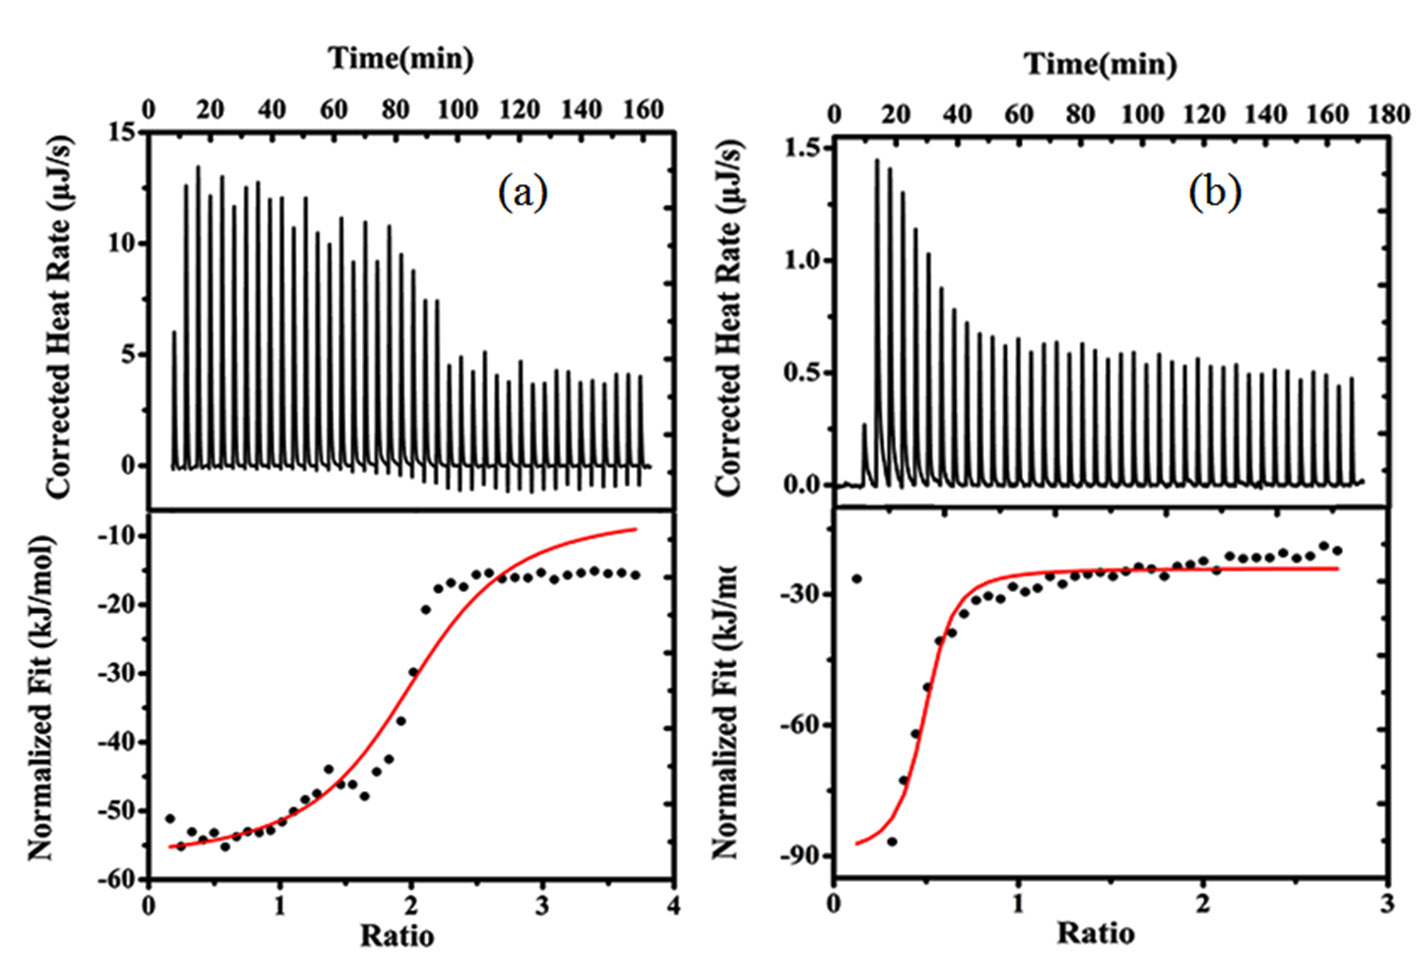 Time(min)
0 20 40 60 80 100 120 140 160
15
10
5
0
Corrected Heat Rate (μJ/s)
(a)
-10
-20
-30
-40
-50
-60
Normalized Fit (kJ/mol)
0 1 2 3 4
Ratio
Time(min)
0 20 40 60 80 100 120 140 160 180
1.5
1.0
0.5
0.0
Corrected Heat Rate (μJ/s)
(b)
-30
-60
-90
Normalized Fit (kJ/m
0 1 2 3
Ratio